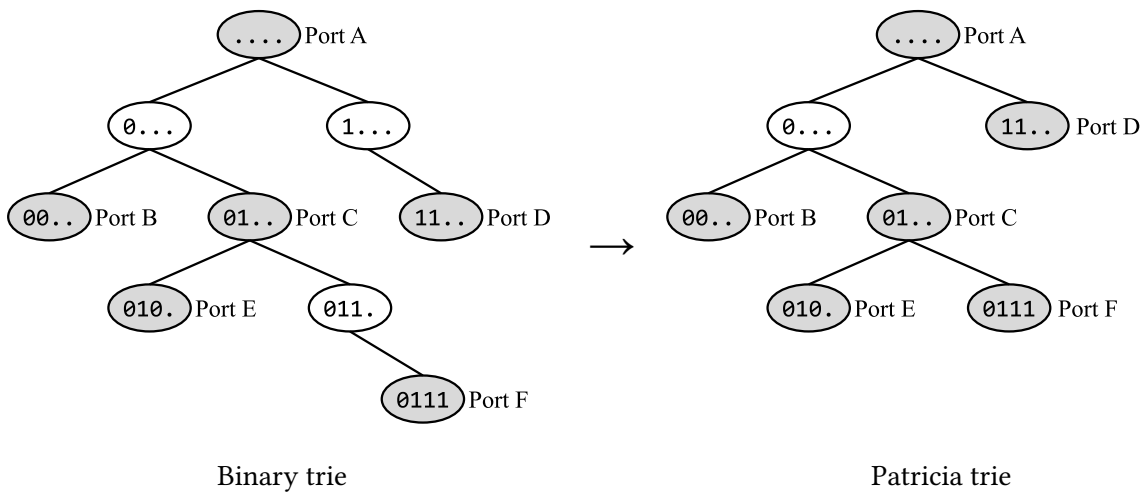 .... Port A
0...
1...
00.. Port B
01.. Port C
11.. Port D
010. Port E
011.
0111 Port F
Binary trie
→
.... Port A
0...
11.. Port D
00.. Port B
01.. Port C
010. Port E
0111 Port F
Patricia trie